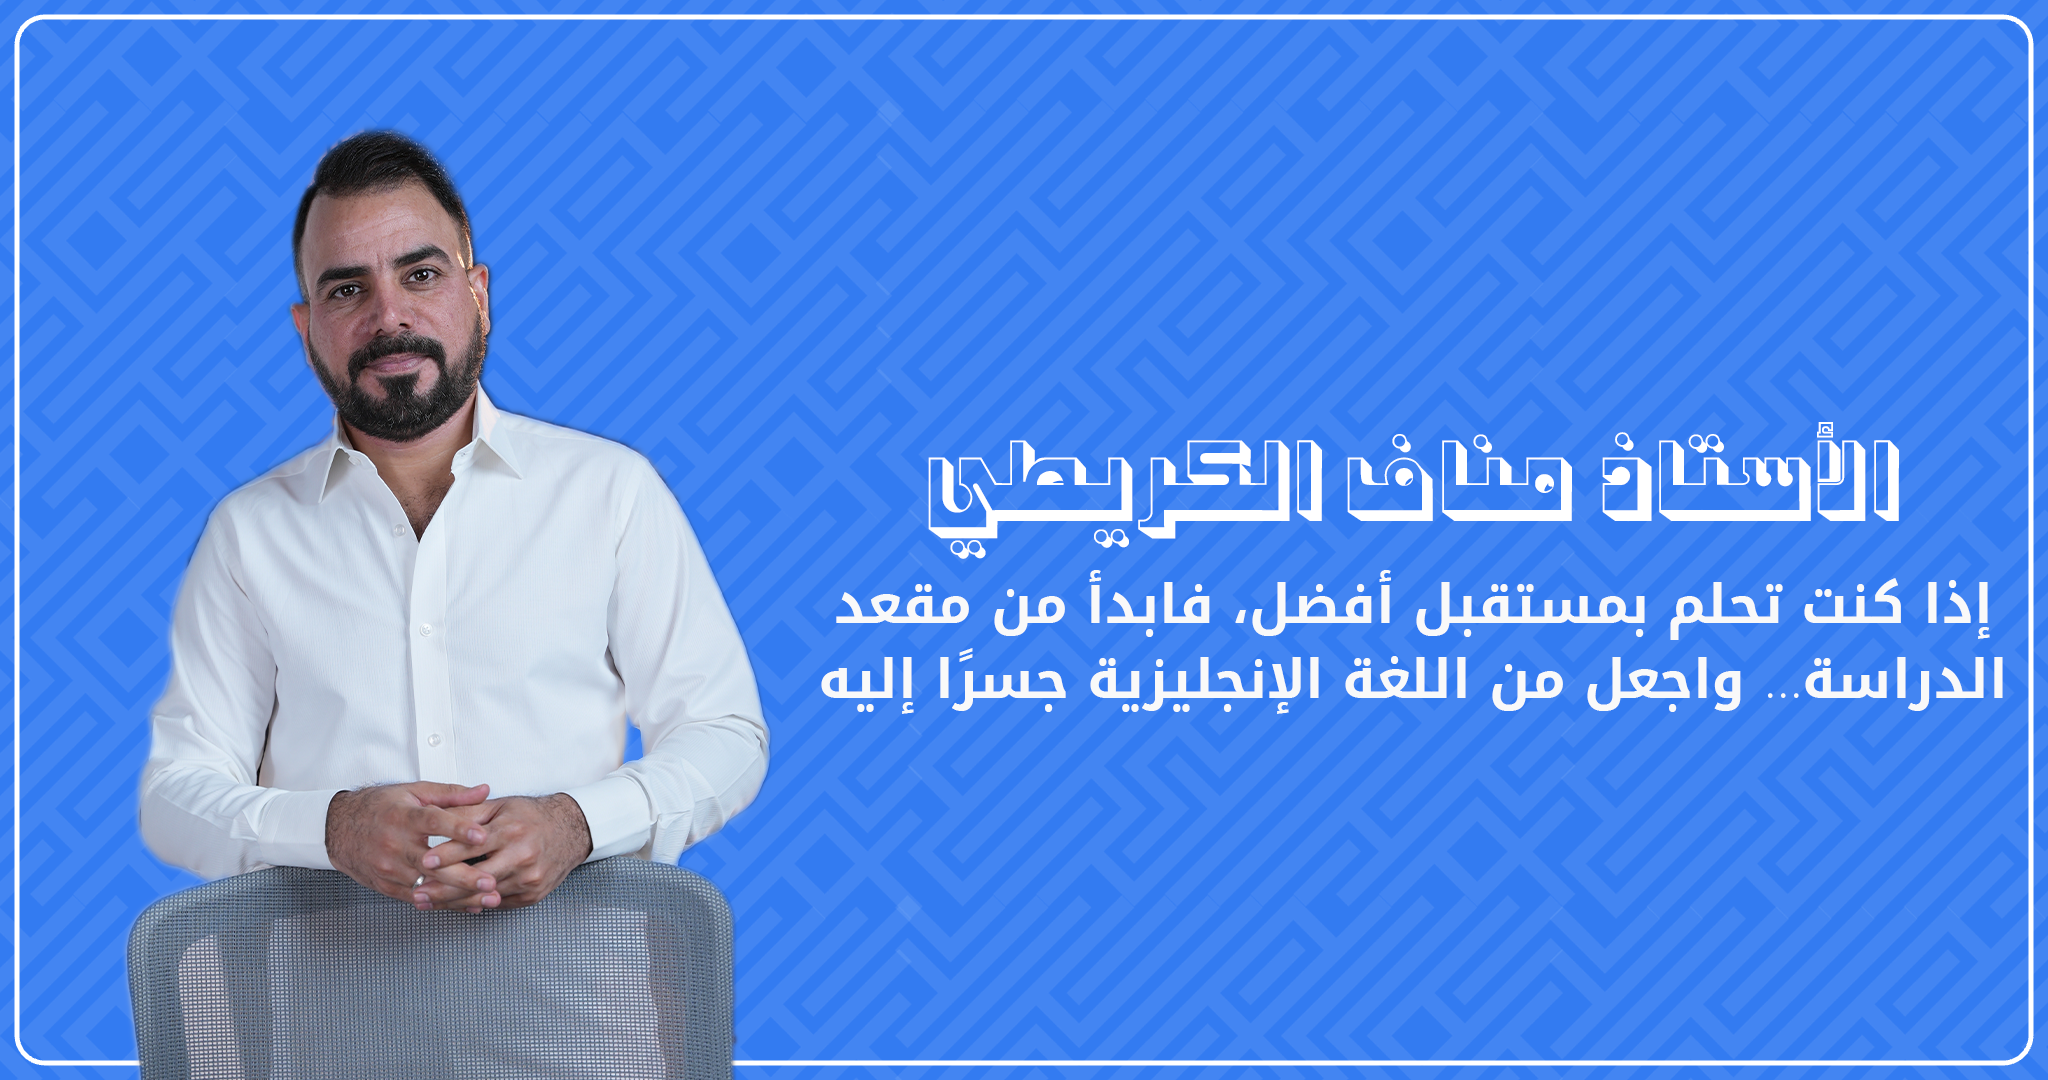 الأستاذ مناف الكريطي
إذا كنت تحلم بمستقبل أفضل، فابدأ من مقعد
الدراسة... واجعل من اللغة الإنجليزية جسرًا إليه